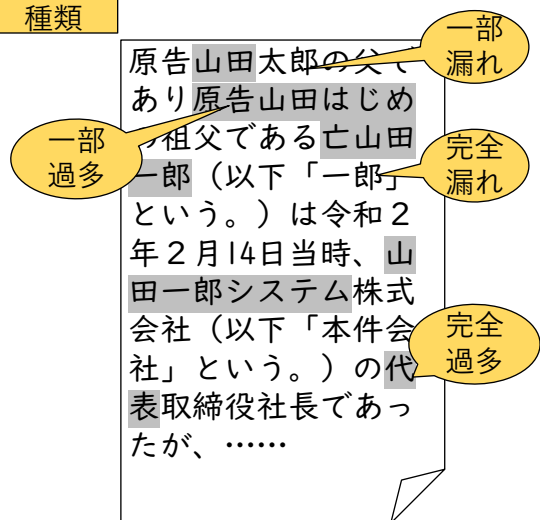 種類
原告山田太郎の父で
あり原告山田はじめ
の祖父である亡山田
一郎（以下「一郎」
という。）は令和２
年２月14日当時、山
田一郎システム株式
会社（以下「本件会
社」という。）の代
表取締役社長であっ
たが、……
一部
漏れ
一部
過多
完全
漏れ
完全
過多